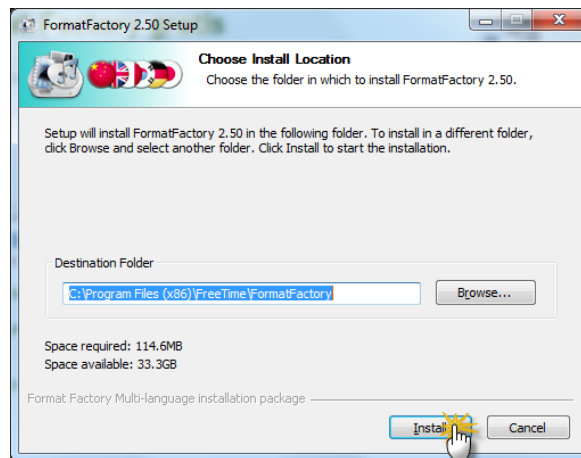 FormatFactory 2.50 Setup
Choose Install Location
Choose the folder in which to install FormatFactory 2.50.
Setup will install FormatFactory 2.50 in the following folder. To install in a different folder,
click Browse and select another folder. Click Install to start the installation.
Destination Folder
C:\Program Files (x86)\FreeTime\FormatFactory
Browse...
Space required: 114.6MB
Space available: 33.3GB
Format Factory Multi-language installation package
Install
Cancel